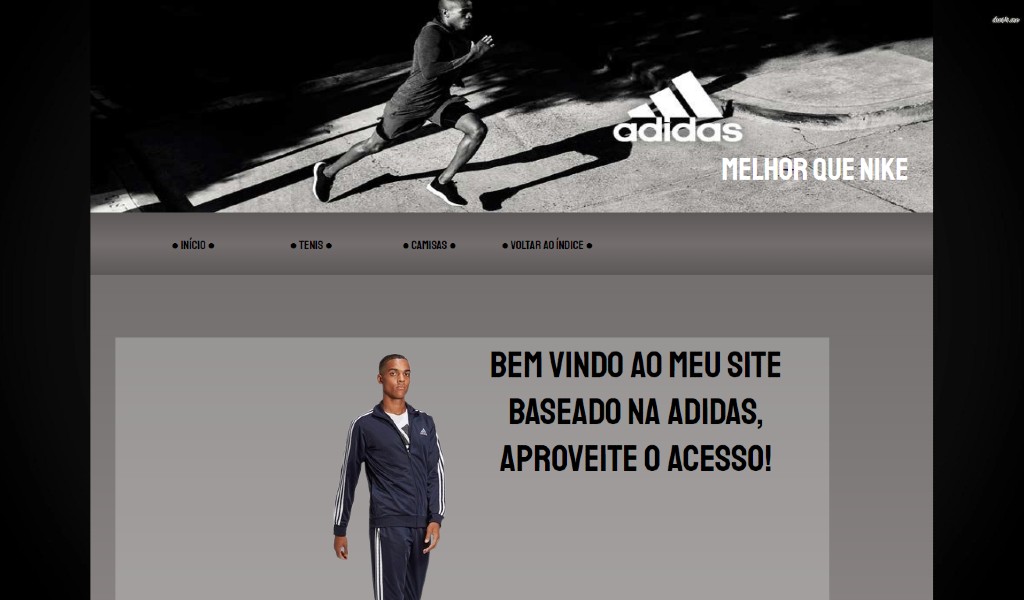 adidas
MELHOR QUE NIKE
● INÍCIO ●
● TENIS ●
● CAMISAS ●
● VOLTAR AO ÍNDICE ●
BEM VINDO AO MEU SITE
BASEADO NA ADIDAS,
APROVEITE O ACESSO!